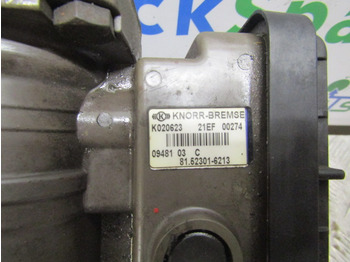 KNORR-BREMSE
K020623 21EF 00274
09481 03 C
81.52301-6213